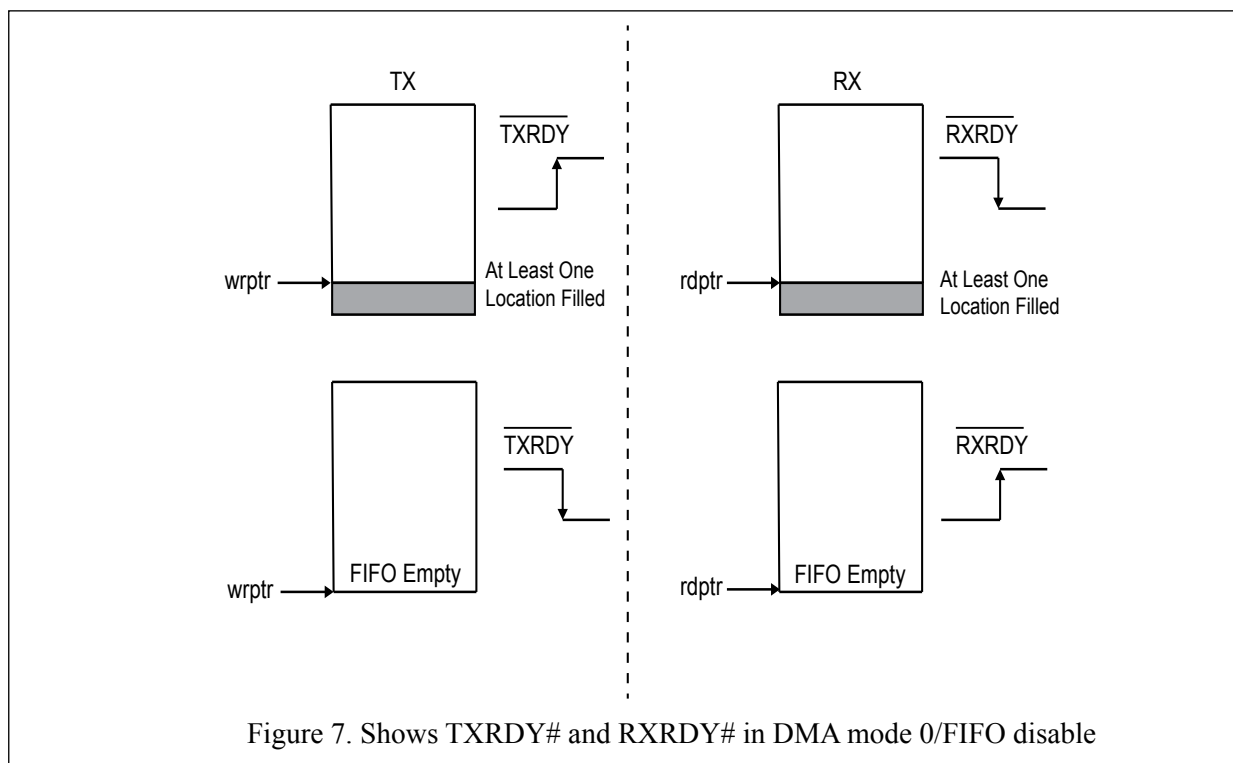 TX
TXRDY
wrptr
At Least One
Location Filled
TXRDY
wrptr
FIFO Empty
RX
RXRDY
rdptr
At Least One
Location Filled
RXRDY
rdptr
FIFO Empty
Figure 7. Shows TXRDY# and RXRDY# in DMA mode 0/FIFO disable